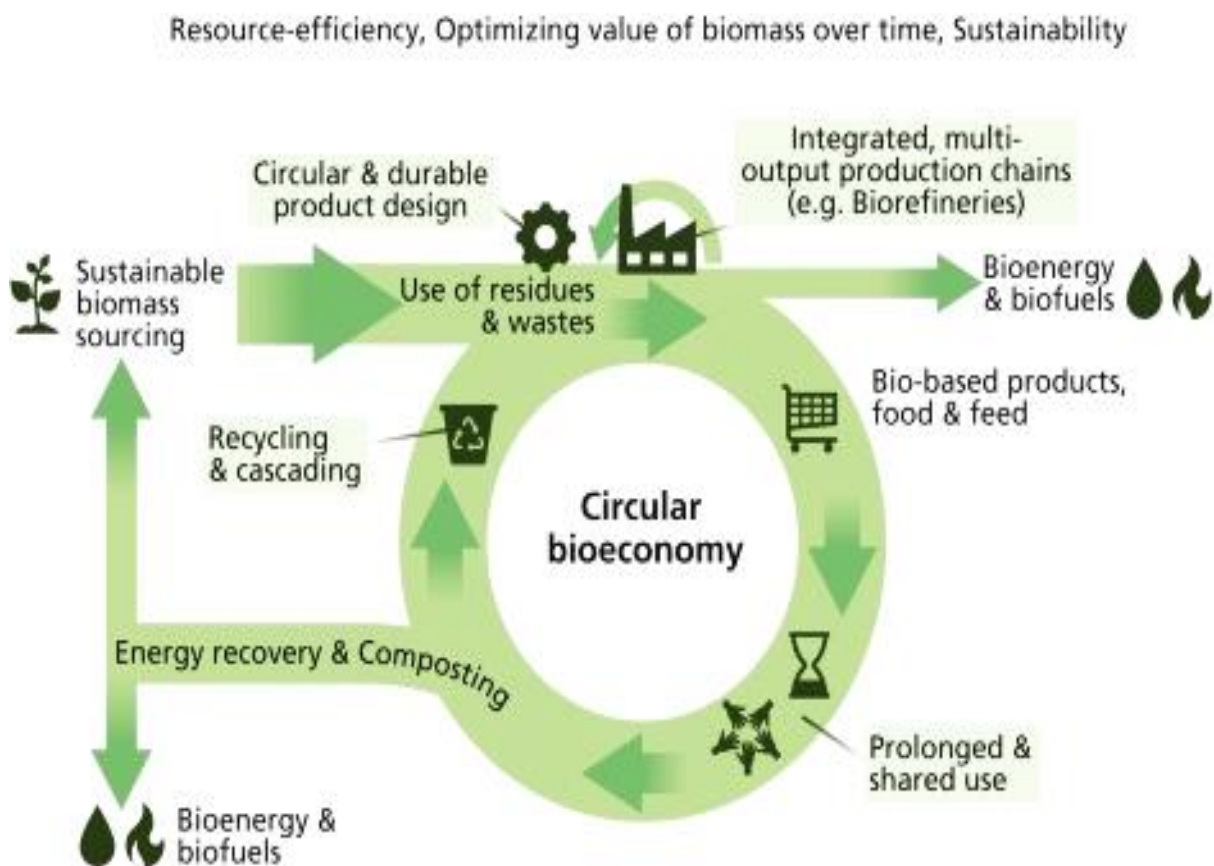 Resource-efficiency, Optimizing value of biomass over time, Sustainability
Circular & durable
product design
Integrated, multi-
output production chains
(e.g. Biorefineries)
Sustainable
biomass
sourcing
Use of residues
& wastes
Bioenergy
& biofuels
Bio-based products,
food & feed
Recycling
& cascading
Circular
bioeconomy
Energy recovery & Composting
Prolonged &
shared use
Bioenergy &
biofuels